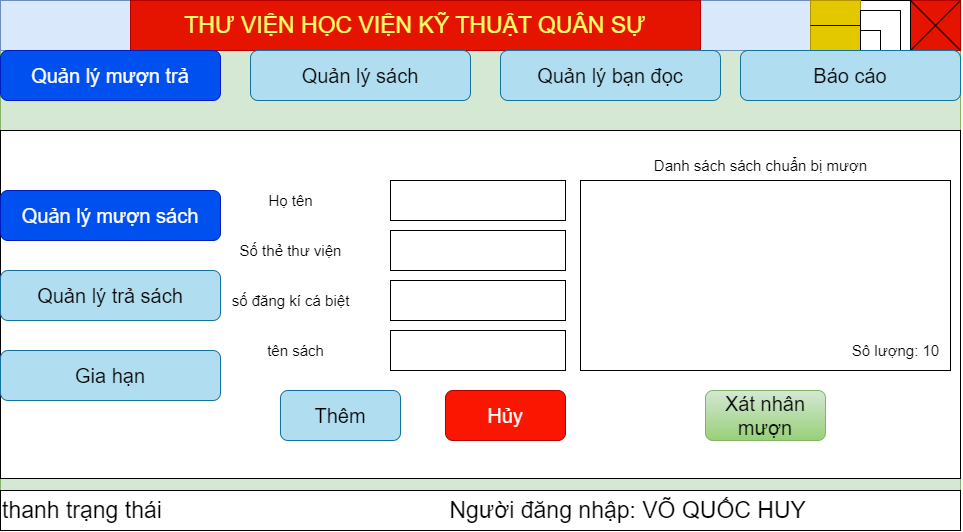 THƯ VIỆN HỌC VIỆN KỸ THUẬT QUÂN SỰ
Quản lý mượn trả
Quản lý sách
Quản lý bạn đọc
Báo cáo
Danh sách sách chuẩn bị mượn
Quản lý mượn sách
Họ tên
Số thẻ thư viện
Quản lý trả sách
số đăng kí cá biệt
tên sách
Sô lượng: 10
Gia hạn
Thêm
Hủy
Xát nhân
mượn
thanh trạng thái
Người đăng nhập: VÕ QUỐC HUY